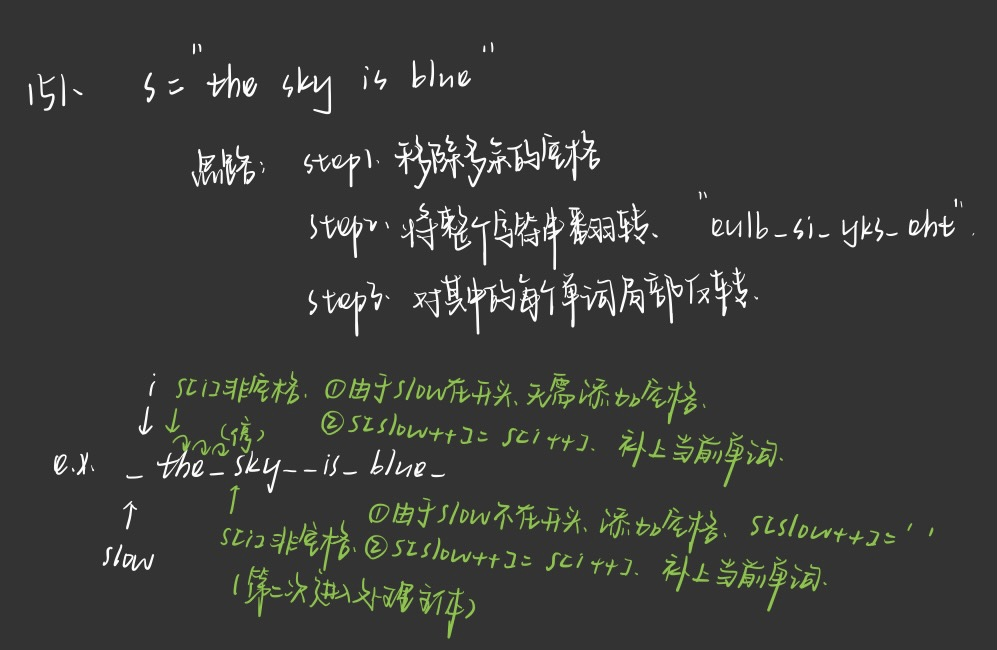 151、 s = "the sky is blue"
思路： step1、移除多余的空格
step2、将整个字符串翻转、 "eulb_si_yks_eht".
step3、对其中的每个单词局部反转.
i s[i]非空格、①由于slow在开头、无需添加空格、
②s[slow++] = s[i++]、补上当前单词.
(停)
e.x. _ the_sky__is_blue_
①由于slow不在开头、添加空格、s[slow++] = ' '
slow s[i]非空格、②s[slow++] = s[i++]、补上当前单词.
(第二次进入处理主体)